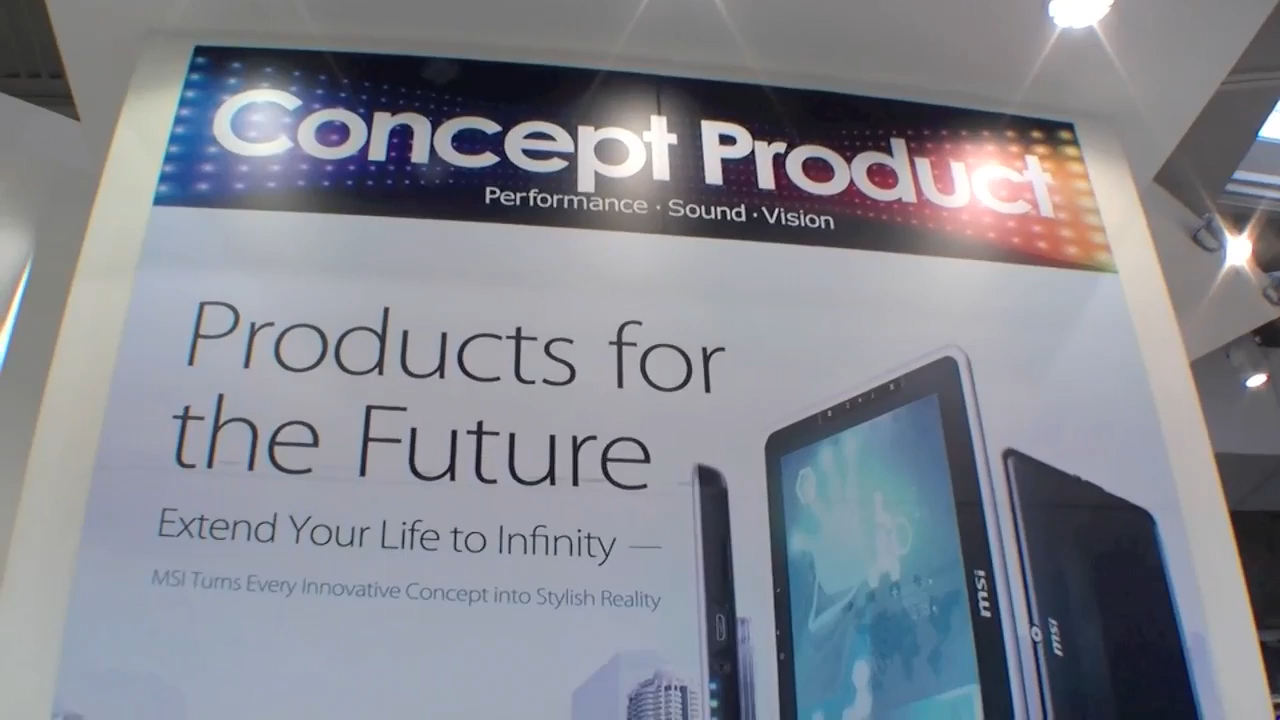 Concept Product
Performance · Sound · Vision
Products for
the Future
Extend Your Life to Infinity —
MSI Turns Every Innovative Concept into Stylish Reality
msi
msi